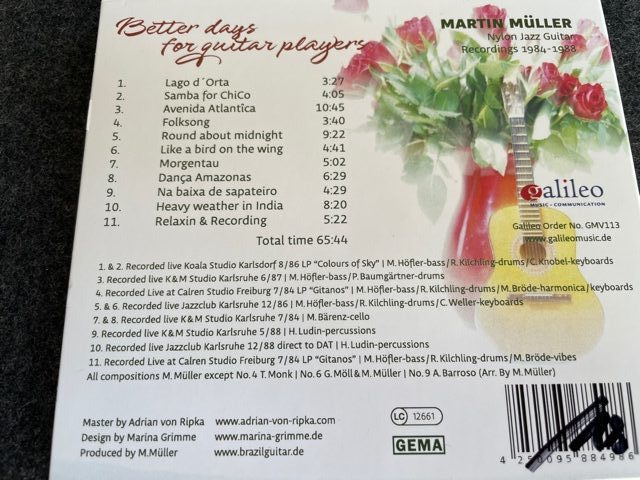 Better days
for guitar players
MARTIN MÜLLER
Nylon Jazz Guitar
Recordings 1984-1988
1. Lago d´Orta 3:27
2. Samba for ChiCo 4:05
3. Avenida Atlantîca 10:45
4. Folksong 3:40
5. Round about midnight 9:22
6. Like a bird on the wing 4:41
7. Morgentau 5:02
8. Dança Amazonas 6:29
9. Na baixa de sapateiro 4:29
10. Heavy weather in India 8:20
11. Relaxin & Recording 5:22
Total time 65:44
galileo
MUSIC - COMMUNICATION
Galileo Order No. GMV113
www.galileomusic.de
1. & 2. Recorded live Koala Studio Karlsdorf 8/86 LP "Colours of Sky" | M.Höfler-bass/R.Kilchling-drums/C.Knobel-keyboards
3. Recorded live K&M Studio Karlsruhe 6/87 | M.Höfler-bass/P.Baumgärtner-drums
4. Recorded Live at Calren Studio Freiburg 7/84 LP "Gitanos" | M.Höfler-bass/R.Kilchling-drums/M.Bröde-harmonica/keyboards
5. & 6. Recorded live Jazzclub Karlsruhe 12/86 | M.Höfler-bass/R.Kilchling-drums/C.Weller-keyboards
7. & 8. Recorded live K&M Studio Karlsruhe 7/84 | M.Bärenz-cello
9. Recorded live K&M Studio Karlsruhe 5/88 | H.Ludin-percussions
10. Recorded live Jazzclub Karlsruhe 12/88 direct to DAT | H.Ludin-percussions
11. Recorded Live at Calren Studio Freiburg 7/84 LP "Gitanos" | M.Höfler-bass/R.Kilchling-drums/M.Bröde-vibes
All compositions M.Müller except No.4 T.Monk | No.6 G.Möll & M.Müller | No.9 A.Barroso (Arr. By M.Müller)
Master by Adrian von Ripka www.adrian-von-ripka.com
Design by Marina Grimme www.marina-grimme.de
Produced by M.Müller www.brazilguitar.de
LC 12661
GEMA
4 250095 884986